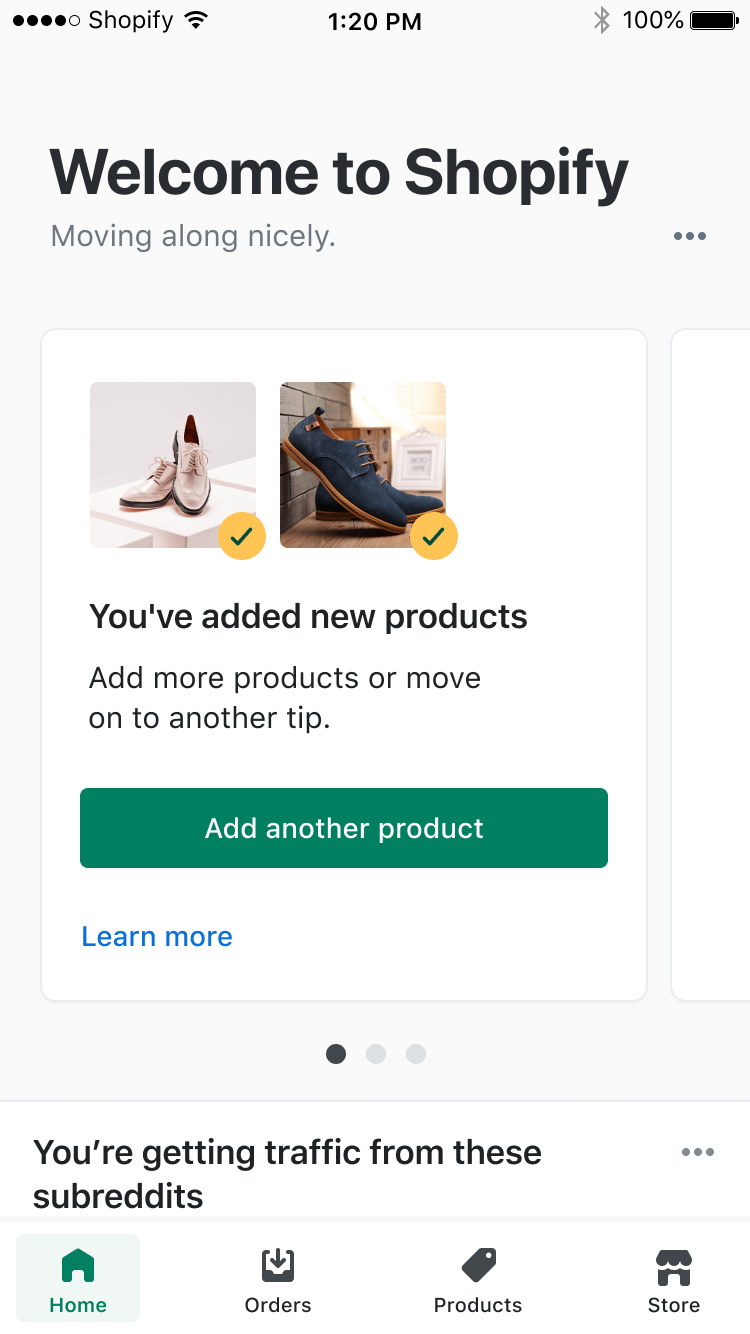 Shopify
1:20 PM
100%
Welcome to Shopify
Moving along nicely.
You've added new products
Add more products or move
on to another tip.
Add another product
Learn more
You’re getting traffic from these
subreddits
Home
Orders
Products
Store